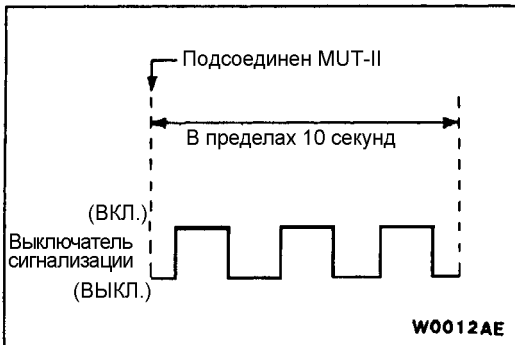 Подсоединен MUT-II
В пределах 10 секунд
(ВКЛ.)
Выключатель
сигнализации
(ВЫКЛ.)
W0012AE